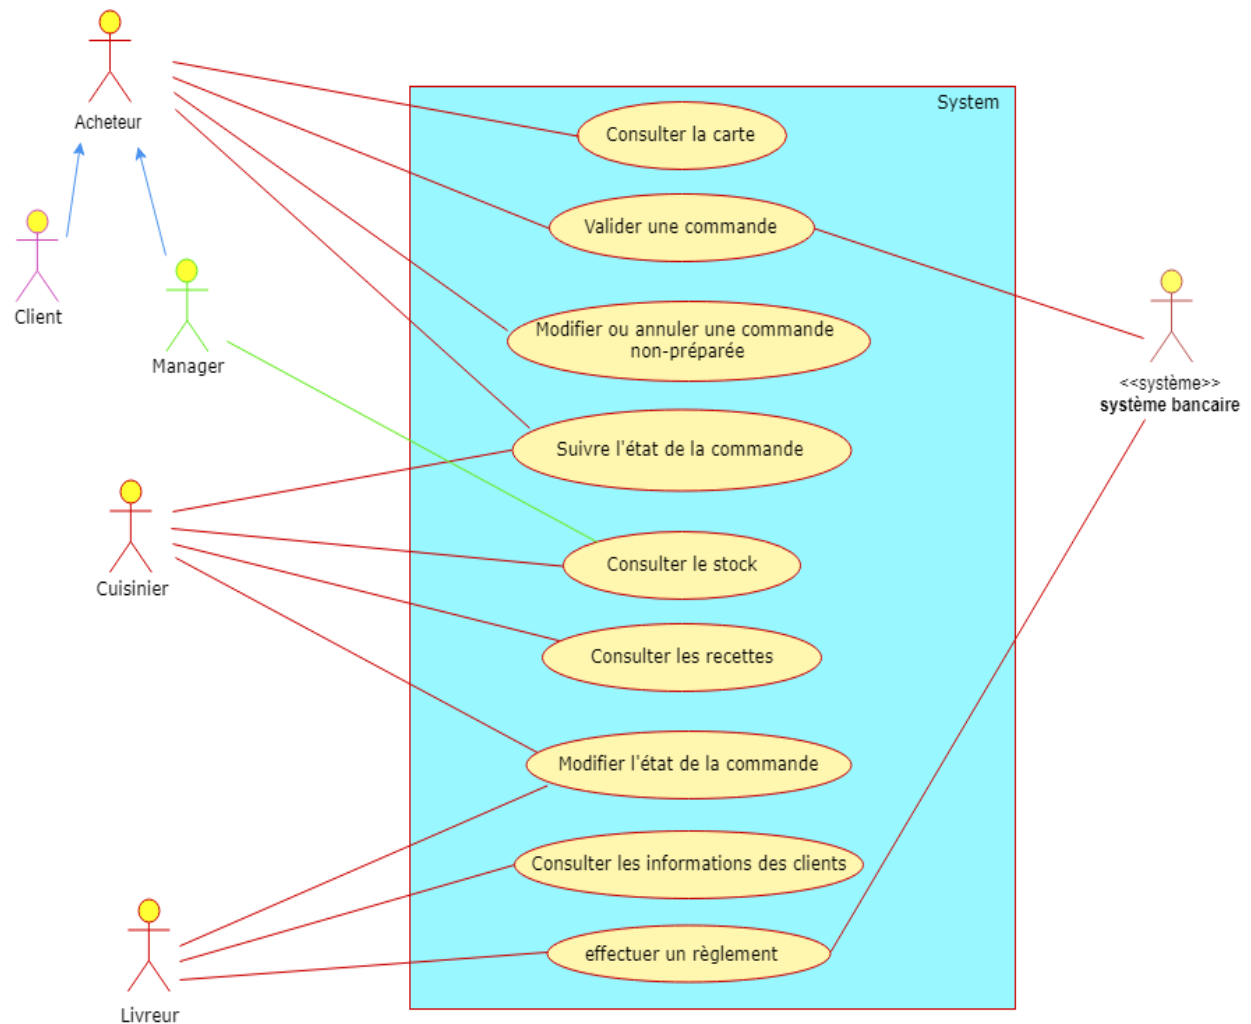 Acheteur
Client
Manager
Cuisinier
Livreur
System
Consulter la carte
Valider une commande
Modifier ou annuler une commande
non-préparée
Suivre l'état de la commande
Consulter le stock
Consulter les recettes
Modifier l'état de la commande
Consulter les informations des clients
effectuer un règlement
<<système>>
système bancaire